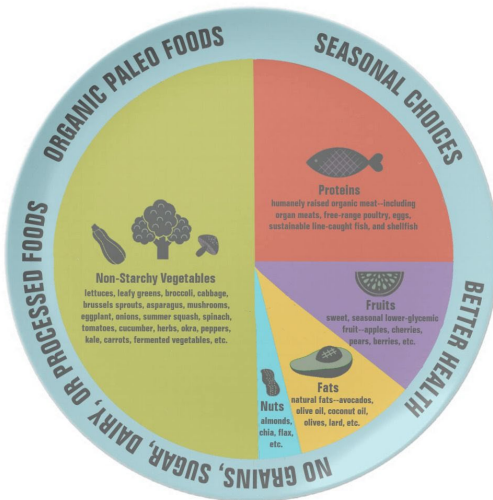 ORGANIC PALEO FOODS
SEASONAL CHOICES
BETTER HEALTH
NO GRAINS, SUGAR, DAIRY, OR PROCESSED FOODS
Non-Starchy Vegetables
lettuces, leafy greens, broccoli, cabbage,
brussels sprouts, asparagus, mushrooms,
eggplant, onions, summer squash, spinach,
tomatoes, cucumber, herbs, okra, peppers,
kale, carrots, fermented vegetables, etc.
Proteins
humanely raised organic meat--including
organ meats, free-range poultry, eggs,
sustainable line-caught fish, and shellfish
Fruits
sweet, seasonal lower-glycemic
fruit--apples, cherries,
pears, berries, etc.
Fats
natural fats--avocados,
olive oil, coconut oil,
olives, lard, etc.
Nuts
almonds,
chia, flax,
etc.